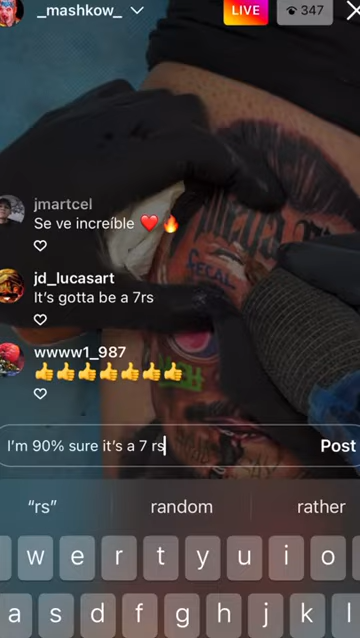 _mashkow_
LIVE
347
jmartcel
Se ve increíble ❤️🔥
jd_lucasart
It's gotta be a 7rs
wwww1_987
👍👍👍👍👍👍👍
I'm 90% sure it's a 7 rs
Post
"rs" random rather
w e r t y u i o
a s d f g h j k l